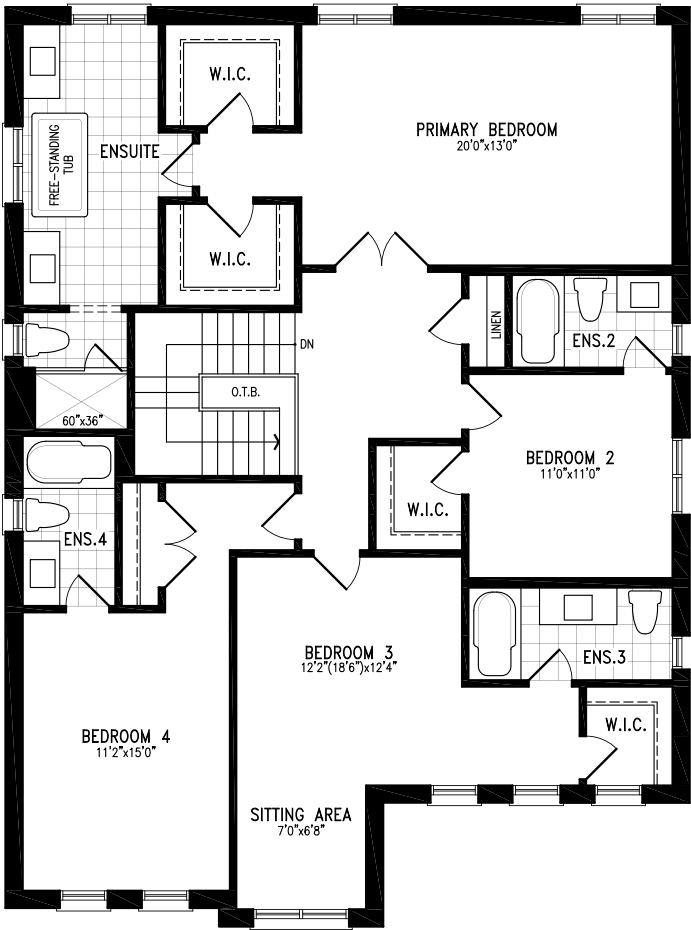 W.I.C.
PRIMARY BEDROOM
20'0"x13'0"
FREE-STANDING
TUB
ENSUITE
W.I.C.
LINEN
ENS.2
DN
O.T.B.
60"x36"
BEDROOM 2
11'0"x11'0"
W.I.C.
ENS.4
BEDROOM 3
12'2"(18'6")x12'4"
ENS.3
W.I.C.
BEDROOM 4
11'2"x15'0"
SITTING AREA
7'0"x6'8"